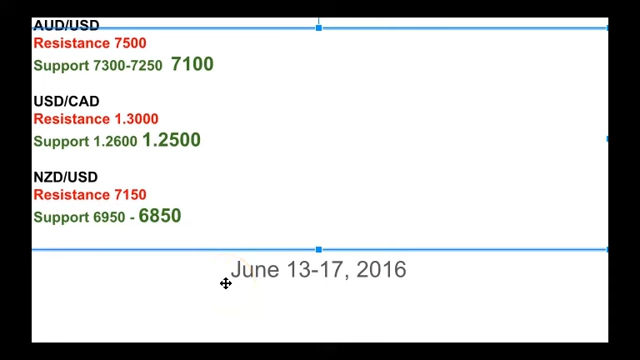 AUD/USD
Resistance 7500
Support 7300-7250 7100
USD/CAD
Resistance 1.3000
Support 1.2600 1.2500
NZD/USD
Resistance 7150
Support 6950 - 6850
June 13-17, 2016